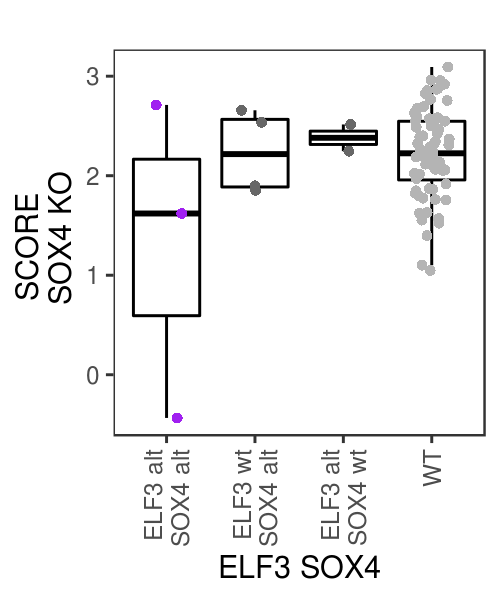 SCORE
SOX4 KO
3
2
1
0
ELF3 alt
SOX4 alt
ELF3 wt
SOX4 alt
ELF3 alt
SOX4 wt
WT
ELF3 SOX4